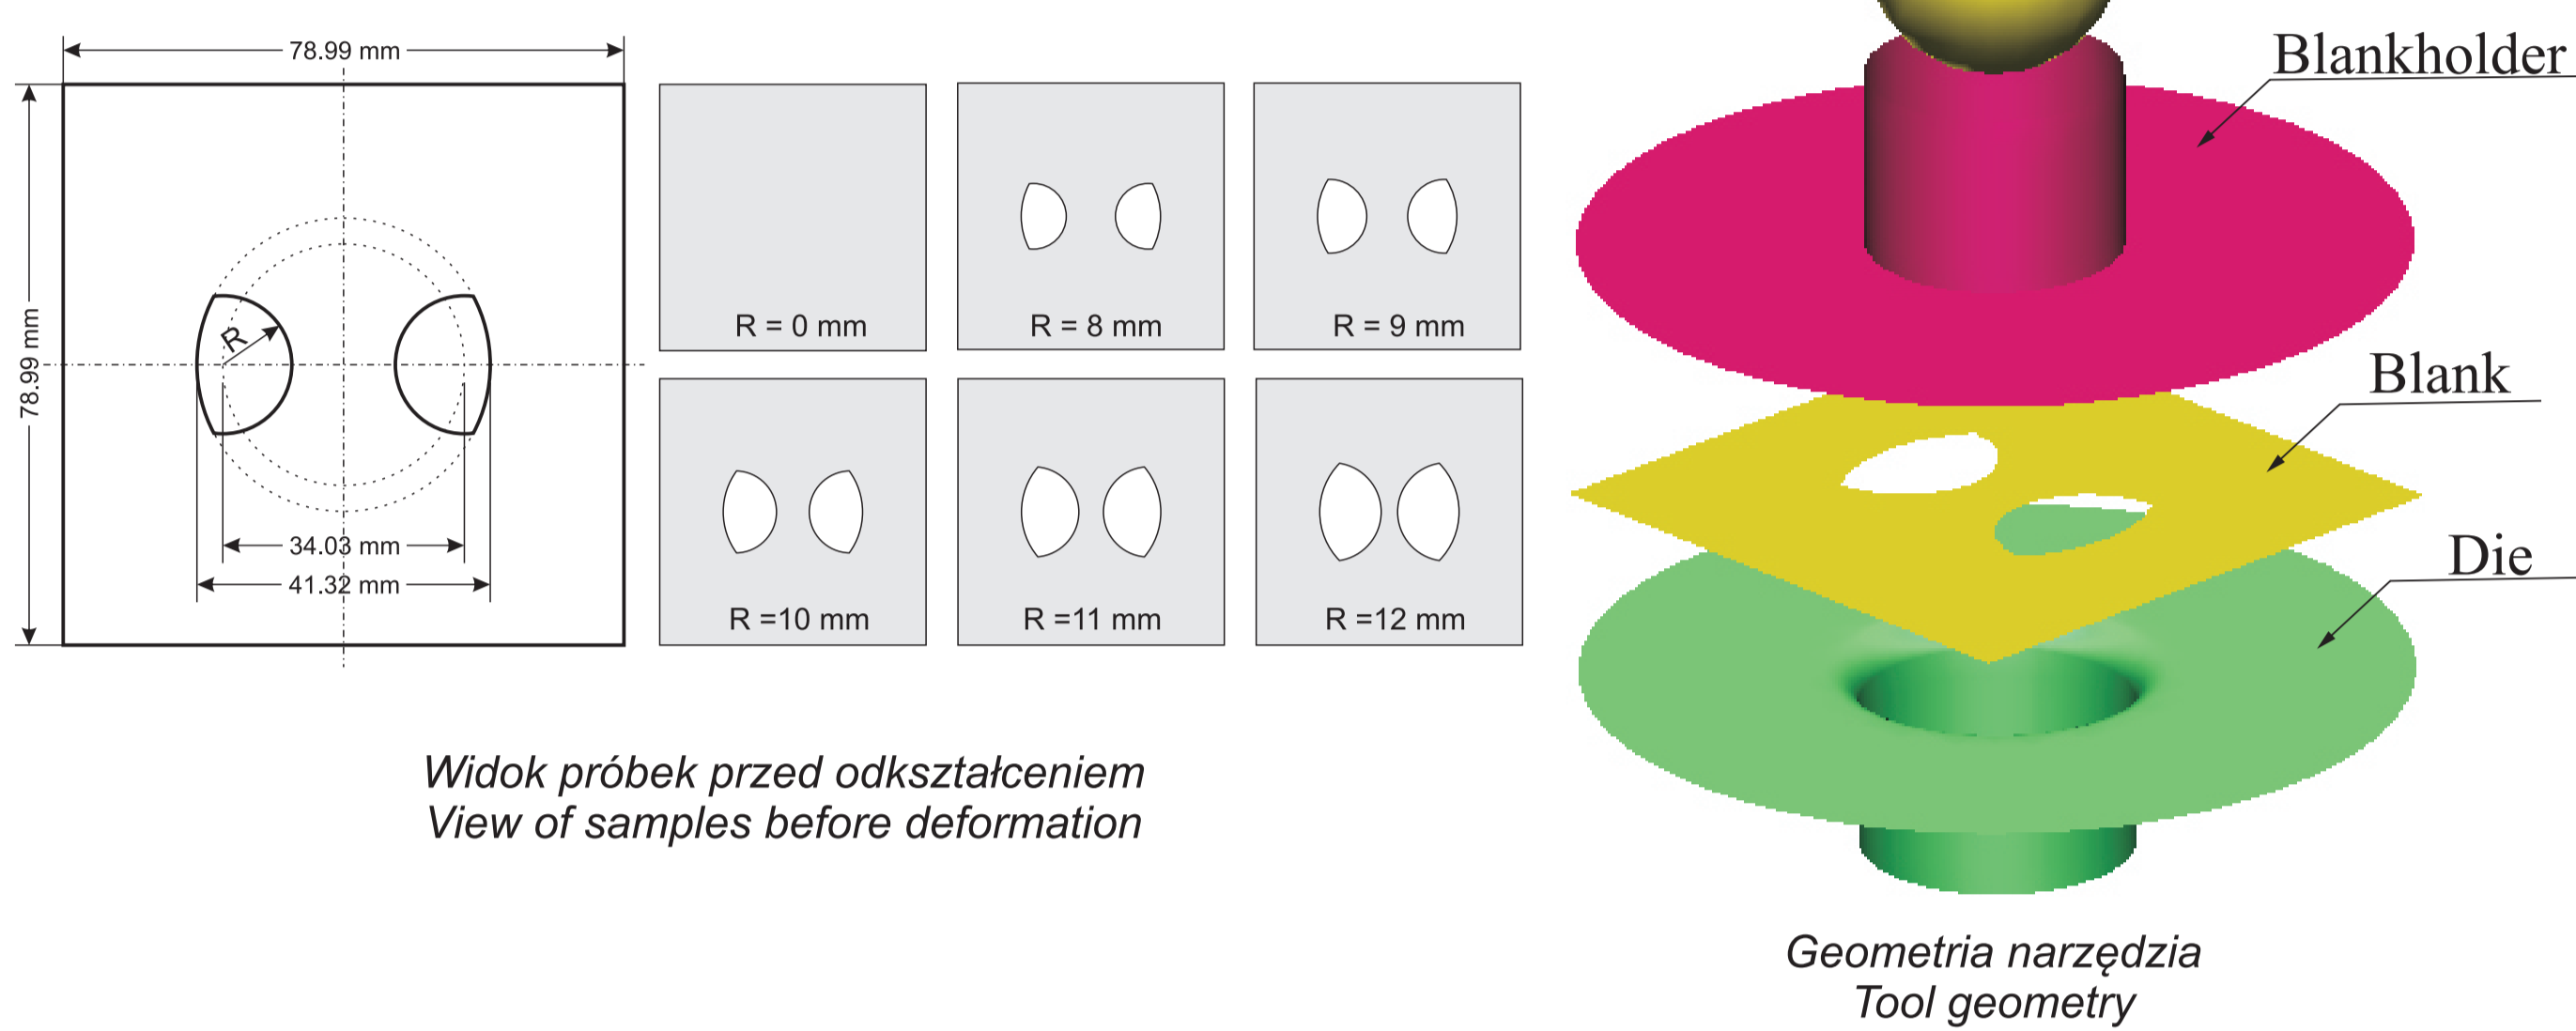 78.99 mm
78.99 mm
R
34.03 mm
41.32 mm
R = 0 mm
R = 8 mm
R = 9 mm
R =10 mm
R =11 mm
R =12 mm
Widok próbek przed odkształceniem
View of samples before deformation
Blankholder
Blank
Die
Geometria narzędzia
Tool geometry